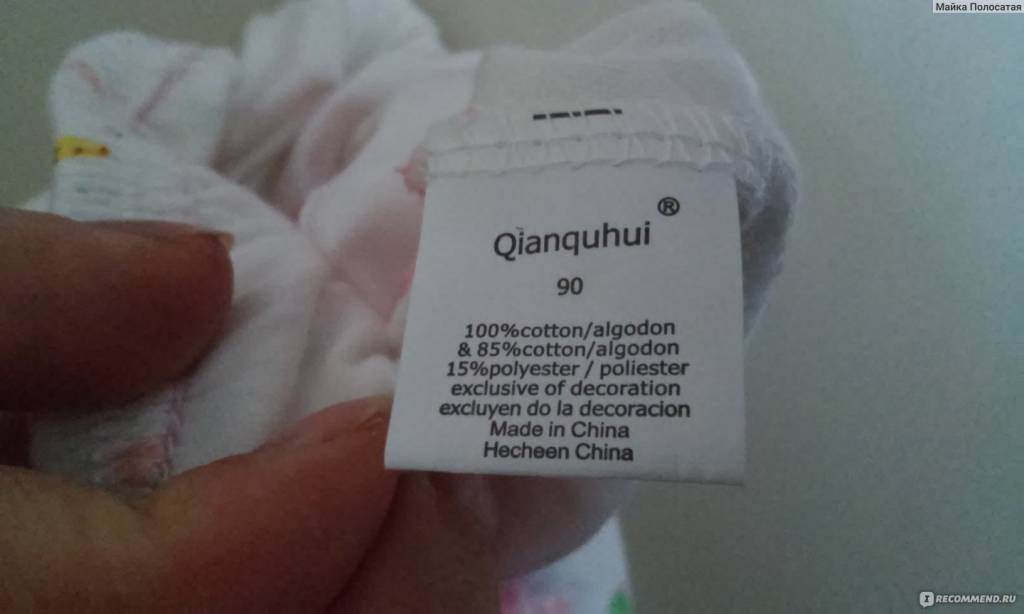 Майка Полосатая
Qianquhui ®
90
100%cotton/algodon
& 85%cotton/algodon
15%polyester / poliester
exclusive of decoration
excluyen do la decoracion
Made in China
Hecheen China
IRECOMMEND.RU